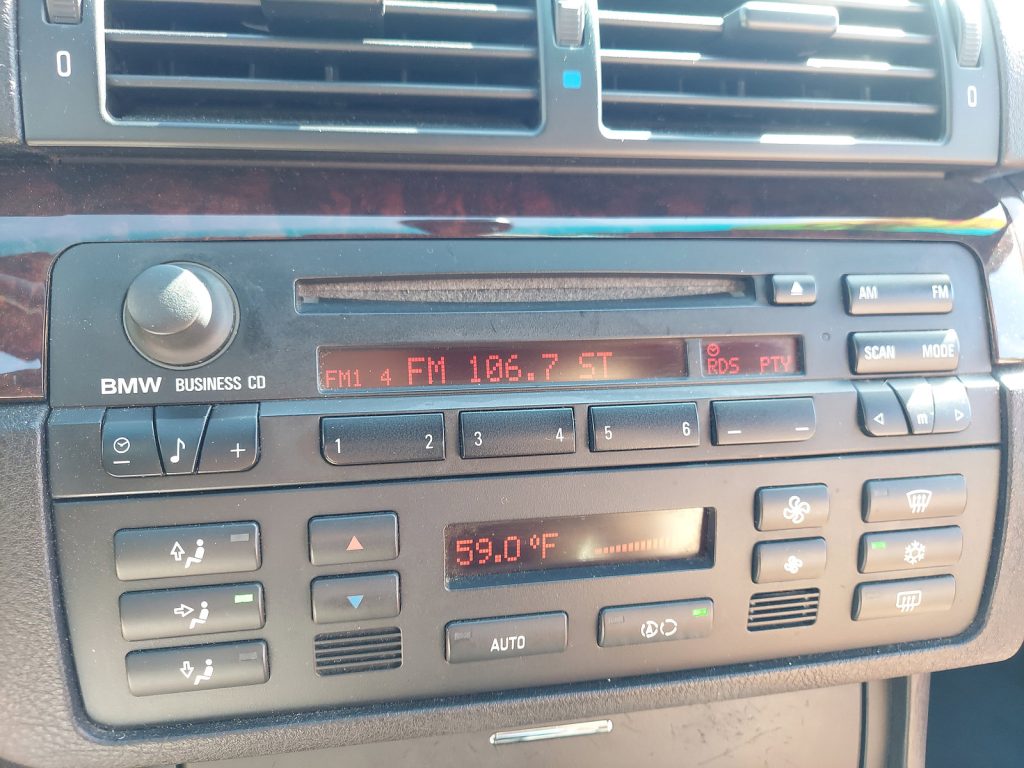 0
0
AM FM
SCAN MODE
FM1 4 FM 106.7 ST
RDS PTY
BMW BUSINESS CD
+
1 2
3 4
5 6
m
59.0 °F
AUTO
A